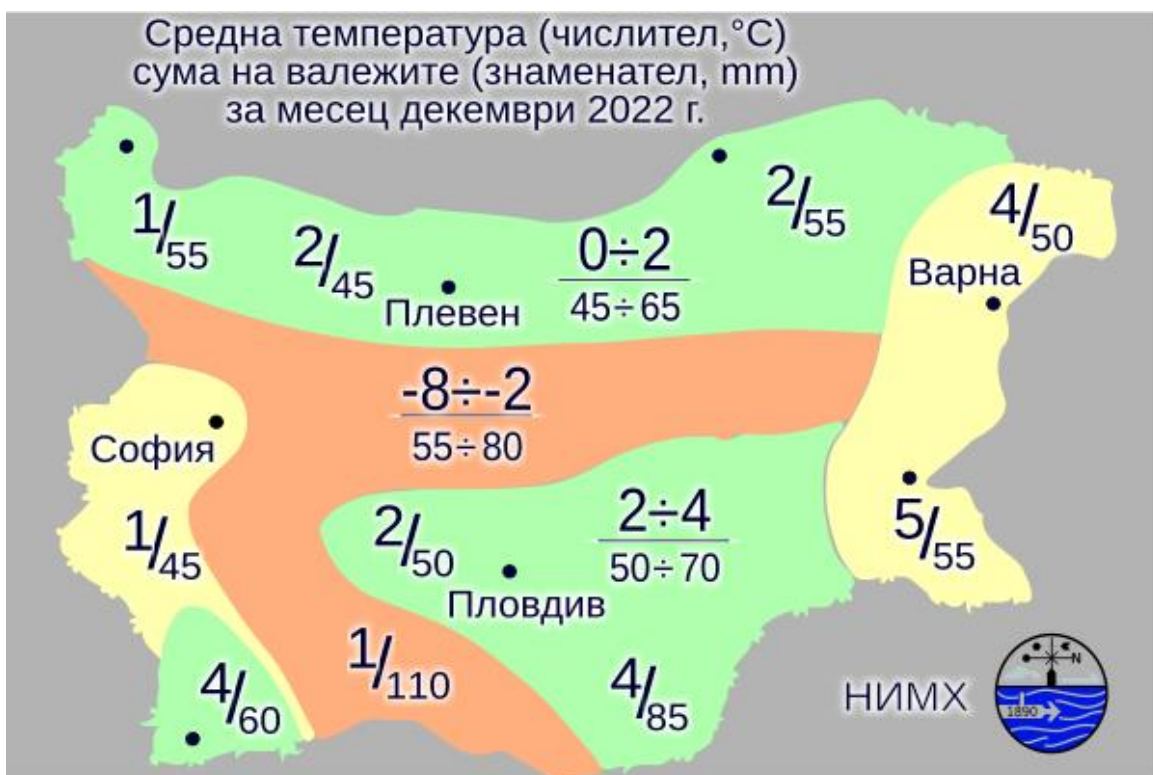 Средна температура (числител,°C)
сума на валежите (знаменател, mm)
за месец декември 2022 г.
1/55
2/45
0÷2
45÷65
2/55
4/50
Варна
Плевен
-8÷-2
55÷80
София
1/45
2/50
2÷4
50÷70
5/55
Пловдив
1/110
4/60
4/85
НИМХ
N
1890